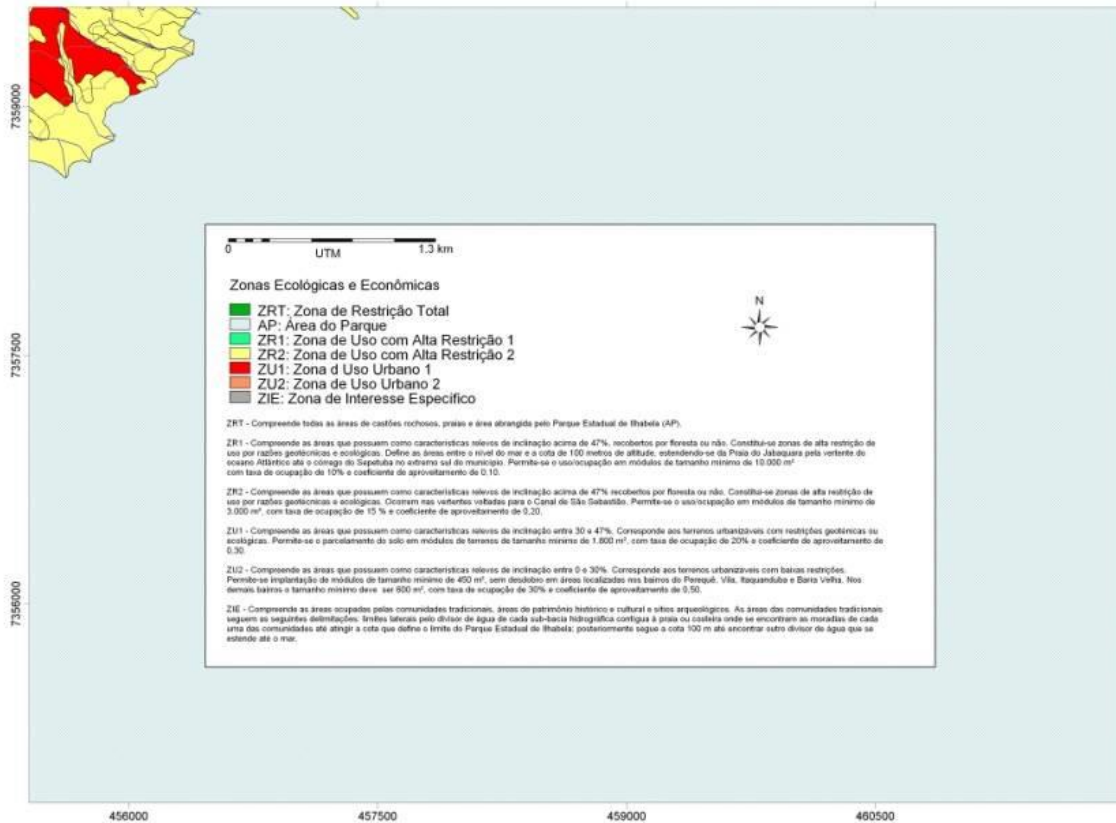 7359000
7357500
7356000
0 1.3 km
UTM
Zonas Ecológicas e Econômicas
N
ZRT: Zona de Restrição Total
AP: Área do Parque
ZR1: Zona de Uso com Alta Restrição 1
ZR2: Zona de Uso com Alta Restrição 2
ZU1: Zona d Uso Urbano 1
ZU2: Zona de Uso Urbano 2
ZIE: Zona de Interesse Especifico
ZRT - Compreende todas as áreas de castões rochosos, praias e área abrangida pelo Parque Estadual de Ilhabela (AP).
ZR1 - Compreende as áreas que possuem como características relevos de inclinação acima de 47%, recobertos por floresta ou não. Constitui-se zonas de alta restrição de
uso por razões geotécnicas e ecológicas. Define as áreas entre o nível do mar e a cota de 100 metros de altitude, estendendo-se da Praia do Jabaquara pela vertente do
oceano Atlântico até o córrego do Sepetuba no extremo sul do município. Permite-se o uso/ocupação em módulos de tamanho mínimo de 10.000 m²
com taxa de ocupação de 10% e coeficiente de aproveitamento de 0,10.
ZR2 - Compreende as áreas que possuem como características relevos de inclinação acima de 47% recobertos por floresta ou não. Constitui-se zonas de alta restrição de
uso por razões geotécnicas e ecológicas. Ocorrem nas vertentes voltadas para o Canal de São Sebastião. Permite-se o uso/ocupação em módulos de tamanho mínimo de
3.000 m², com taxa de ocupação de 15 % e coeficiente de aproveitamento de 0,20.
ZU1 - Compreende as áreas que possuem como características relevos de inclinação entre 30 e 47%. Corresponde aos terrenos urbanizáveis com restrições geotécnicas ou
ecológicas. Permite-se o parcelamento do solo em módulos de terrenos de tamanho mínimo de 1.800 m², com taxa de ocupação de 20% e coeficiente de aproveitamento de
0,30.
ZU2 - Compreende as áreas que possuem como características relevos de inclinação entre 0 e 30%. Corresponde aos terrenos urbanizaveis com baixas restrições.
Permite-se implantação de módulos de tamanho mínimo de 450 m², sem desdobro em áreas localizadas nos bairros do Perequê, Vila, Itaquanduba e Barra Velha. Nos
demais bairros o tamanho mínimo deve ser 600 m², com taxa de ocupação de 30% e coeficiente de aproveitamento de 0,50.
ZIE - Compreende as áreas ocupadas pelas comunidades tradicionais, áreas de patrimônio histórico e cultural e sítios arqueológicos. As áreas das comunidades tradicionais
seguem as seguintes delimitações: limites laterais pelo divisor de água de cada sub-bacia hidrográfica contígua à praia ou costeira onde se encontram as moradias de cada
uma das comunidades até atingir a cota que define o limite do Parque Estadual de Ilhabela; posteriormente segue a cota 100 m até encontrar outro divisor de água que se
estende até o mar.
456000 457500 459000 460500